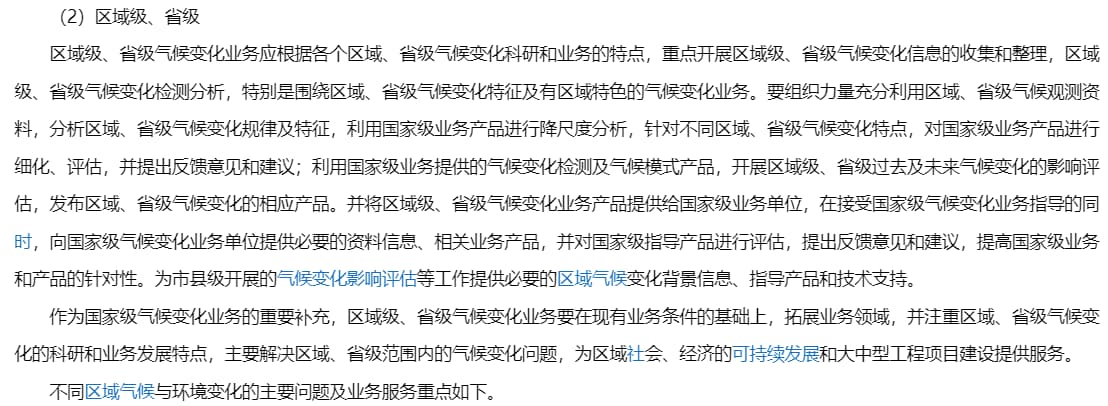 （2）区域级、省级
区域级、省级气候变化业务应根据各个区域、省级气候变化科研和业务的特点，重点开展区域级、省级气候变化信息的收集和整理，区域
级、省级气候变化检测分析，特别是围绕区域、省级气候变化特征及有区域特色的气候变化业务。要组织力量充分利用区域、省级气候观测资
料，分析区域、省级气候变化规律及特征，利用国家级业务产品进行降尺度分析，针对不同区域、省级气候变化特点，对国家级业务产品进行
细化、评估，并提出反馈意见和建议；利用国家级业务提供的气候变化检测及气候模式产品，开展区域级、省级过去及未来气候变化的影响评
估，发布区域、省级气候变化的相应产品。并将区域级、省级气候变化业务产品提供给国家级业务单位，在接受国家级气候变化业务指导的同
时，向国家级气候变化业务单位提供必要的资料信息、相关业务产品，并对国家级指导产品进行评估，提出反馈意见和建议，提高国家级业务
和产品的针对性。为市县级开展的气候变化影响评估等工作提供必要的区域气候变化背景信息、指导产品和技术支持。
作为国家级气候变化业务的重要补充，区域级、省级气候变化业务要在现有业务条件的基础上，拓展业务领域，并注重区域、省级气候变
化的科研和业务发展特点，主要解决区域、省级范围内的气候变化问题，为区域社会、经济的可持续发展和大中型工程项目建设提供服务。
不同区域气候与环境变化的主要问题及业务服务重点如下。